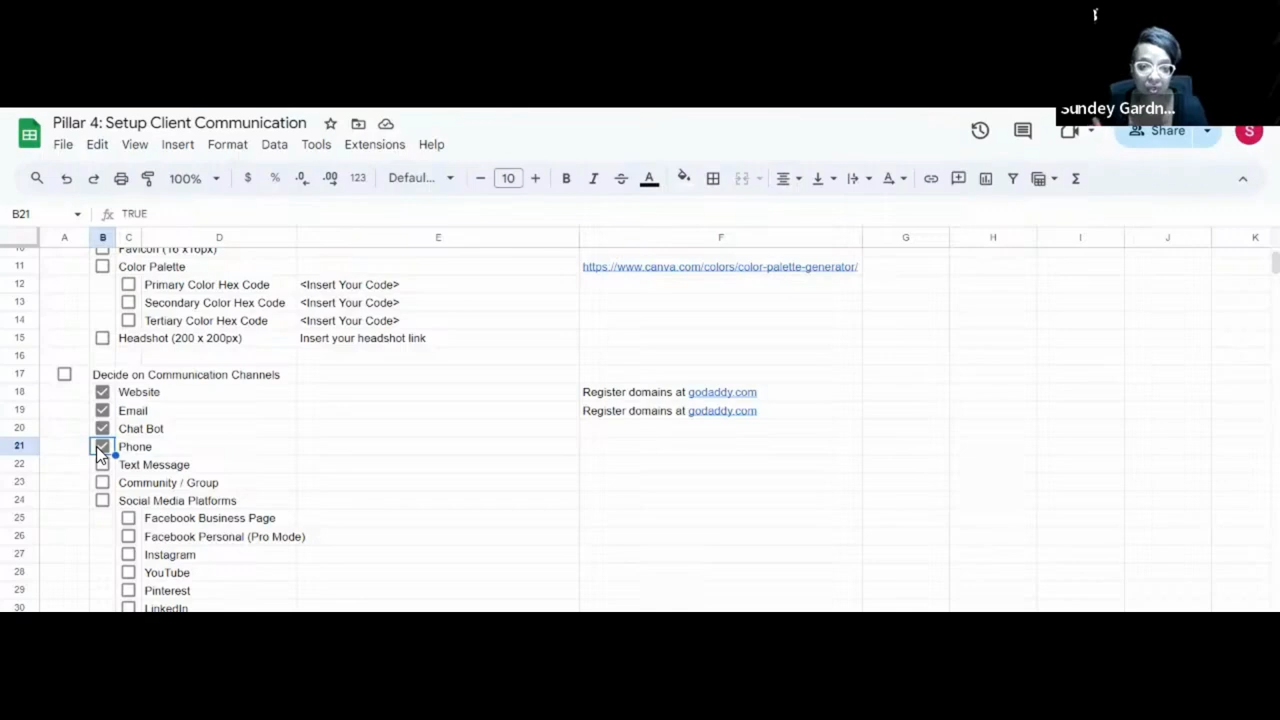 Sundey Gardn...
Pillar 4: Setup Client Communication
File Edit View Insert Format Data Tools Extensions Help
Share S
100% $ % .0 .00 123 Defaul... 10 B I A
B21 fx TRUE
A B C D E F G H I J K
10 Favicon (16 x16px)
11 Color Palette https://www.canva.com/colors/color-palette-generator/
12 Primary Color Hex Code <Insert Your Code>
13 Secondary Color Hex Code <Insert Your Code>
14 Tertiary Color Hex Code <Insert Your Code>
15 Headshot (200 x 200px) Insert your headshot link
16
17 Decide on Communication Channels
18 Website Register domains at godaddy.com
19 Email Register domains at godaddy.com
20 Chat Bot
21 Phone
22 Text Message
23 Community / Group
24 Social Media Platforms
25 Facebook Business Page
26 Facebook Personal (Pro Mode)
27 Instagram
28 YouTube
29 Pinterest
30 LinkedIn